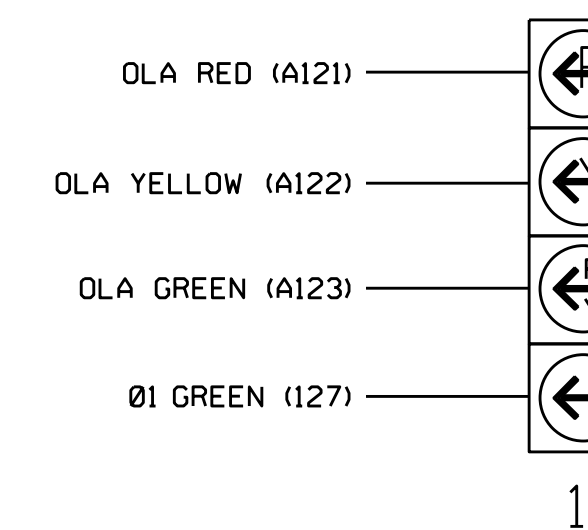 OLA RED (A121)
OLA YELLOW (A122)
OLA GREEN (A123)
Ø1 GREEN (127)
1